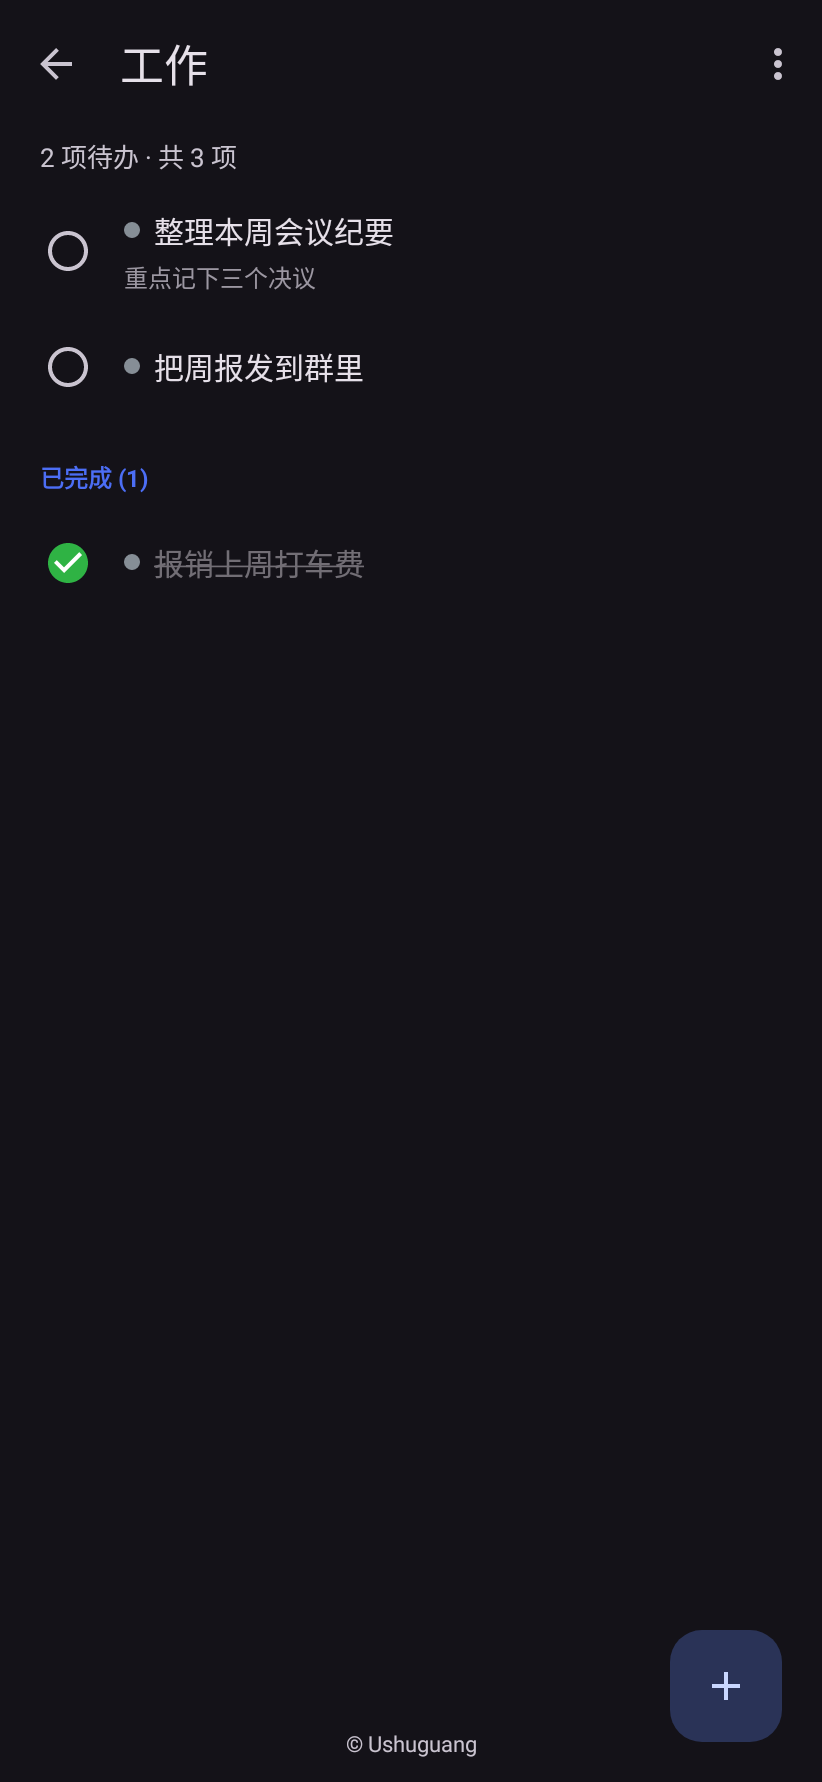 工作
2 项待办 · 共 3 项
整理本周会议纪要
重点记下三个决议
把周报发到群里
已完成 (1)
报销上周打车费
© Ushuguang